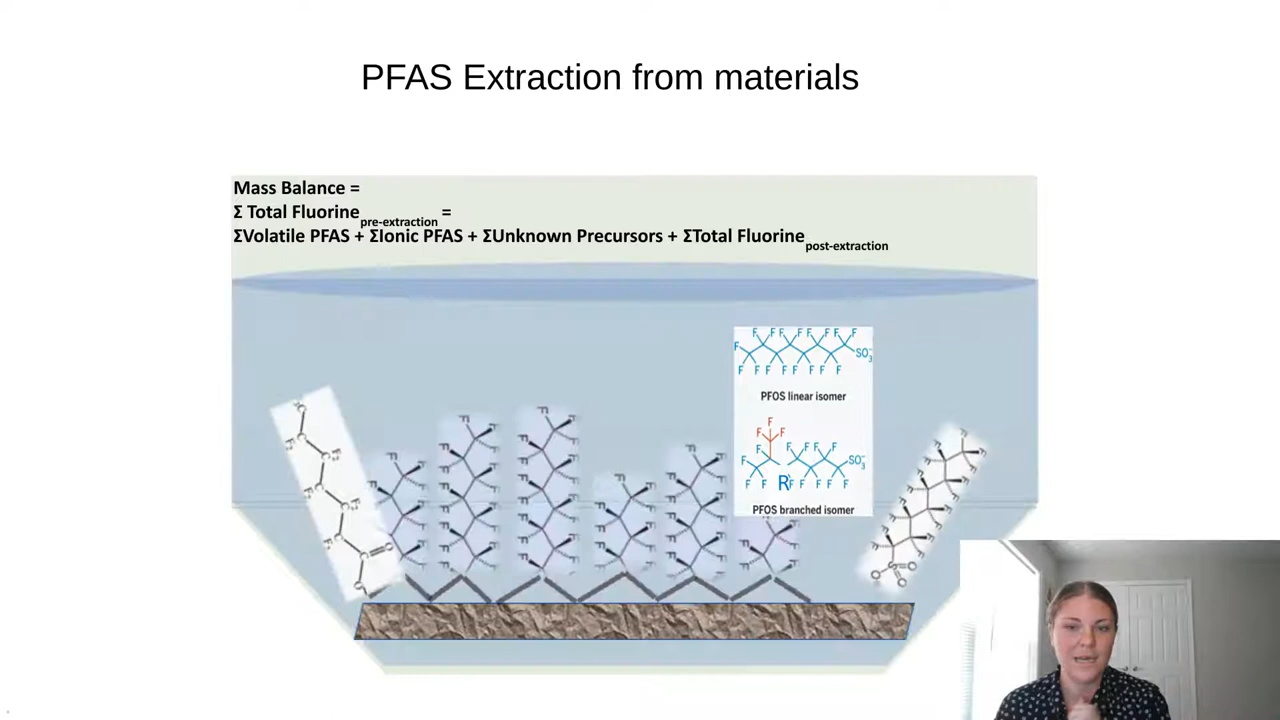 PFAS Extraction from materials
Mass Balance =
Σ Total Fluorine pre-extraction =
ΣVolatile PFAS + ΣIonic PFAS + ΣUnknown Precursors + ΣTotal Fluorine post-extraction
F F F F F F F F
F SO3-
F F F F F F F F
PFOS linear isomer
F
F F
F F F F F
F SO3-
F F R F F F F
PFOS branched isomer